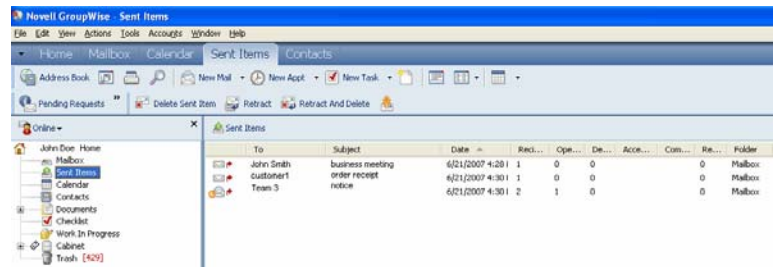 Novell GroupWise - Sent Items
File Edit View Actions Tools Accounts Window Help
Home Mailbox Calendar Sent Items Contacts
Address Book New Mail New Appt New Task
Pending Requests " Delete Sent Item Retract Retract And Delete
Online Sent Items
John Doe Home
Mailbox
Sent Items
Calendar
Contacts
Documents
Checklist
Work In Progress
Cabinet
Trash [429]
To Subject Date Reci... Ope... De... Acce... Com... Re... Folder
John Smith business meeting 6/21/2007 4:28 1 0 0 0 Mailbox
customer1 order receipt 6/21/2007 4:30 1 0 0 0 Mailbox
Team 3 notice 6/21/2007 4:30 2 1 0 0 Mailbox